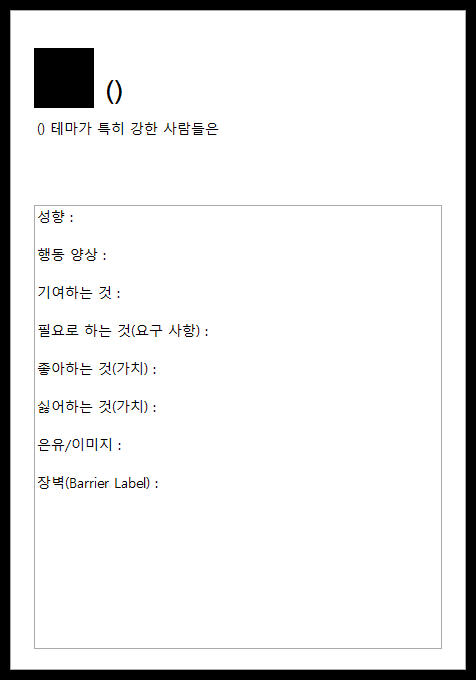 ()
() 테마가 특히 강한 사람들은
성향 :
행동 양상 :
기여하는 것 :
필요로 하는 것(요구 사항) :
좋아하는 것(가치) :
싫어하는 것(가치) :
은유/이미지 :
장벽(Barrier Label) :